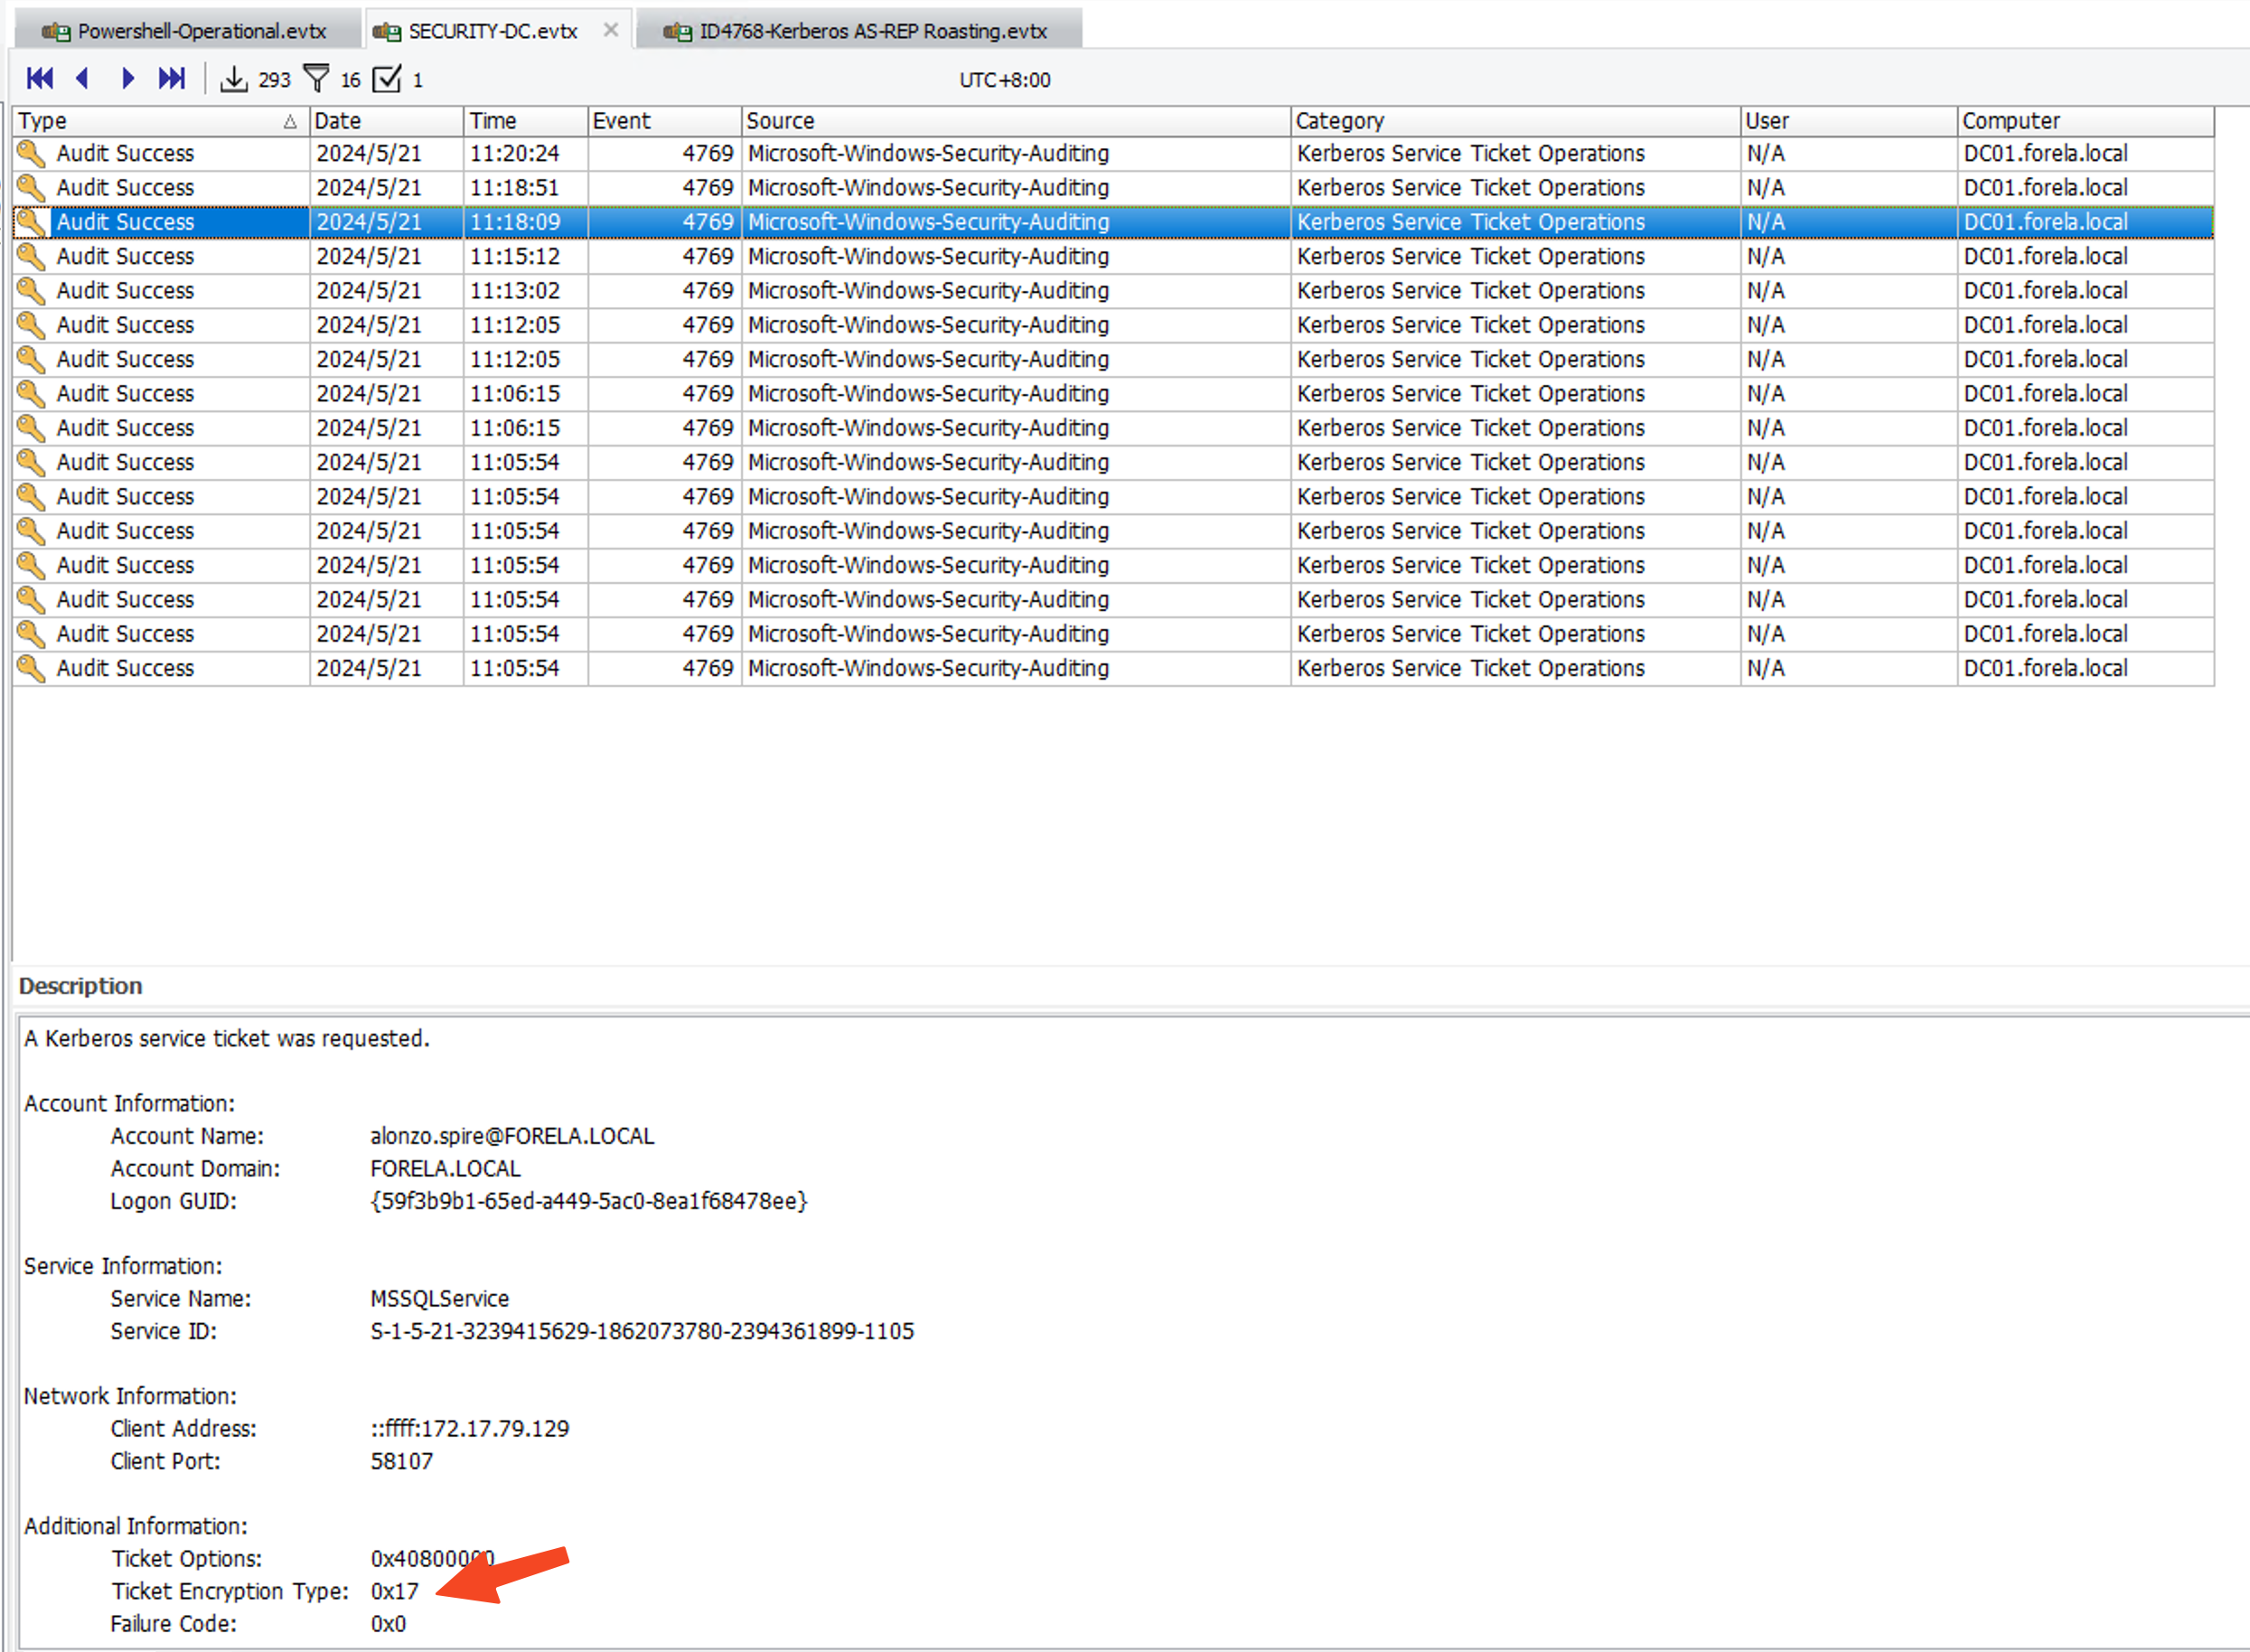 Powershell-Operational.evtx SECURITY-DC.evtx ID4768-Kerberos AS-REP Roasting.evtx
293 16 1 UTC+8:00
Type Date Time Event Source Category User Computer
Audit Success 2024/5/21 11:20:24 4769 Microsoft-Windows-Security-Auditing Kerberos Service Ticket Operations N/A DC01.forela.local
Audit Success 2024/5/21 11:18:51 4769 Microsoft-Windows-Security-Auditing Kerberos Service Ticket Operations N/A DC01.forela.local
Audit Success 2024/5/21 11:18:09 4769 Microsoft-Windows-Security-Auditing Kerberos Service Ticket Operations N/A DC01.forela.local
Audit Success 2024/5/21 11:15:12 4769 Microsoft-Windows-Security-Auditing Kerberos Service Ticket Operations N/A DC01.forela.local
Audit Success 2024/5/21 11:13:02 4769 Microsoft-Windows-Security-Auditing Kerberos Service Ticket Operations N/A DC01.forela.local
Audit Success 2024/5/21 11:12:05 4769 Microsoft-Windows-Security-Auditing Kerberos Service Ticket Operations N/A DC01.forela.local
Audit Success 2024/5/21 11:12:05 4769 Microsoft-Windows-Security-Auditing Kerberos Service Ticket Operations N/A DC01.forela.local
Audit Success 2024/5/21 11:06:15 4769 Microsoft-Windows-Security-Auditing Kerberos Service Ticket Operations N/A DC01.forela.local
Audit Success 2024/5/21 11:06:15 4769 Microsoft-Windows-Security-Auditing Kerberos Service Ticket Operations N/A DC01.forela.local
Audit Success 2024/5/21 11:05:54 4769 Microsoft-Windows-Security-Auditing Kerberos Service Ticket Operations N/A DC01.forela.local
Audit Success 2024/5/21 11:05:54 4769 Microsoft-Windows-Security-Auditing Kerberos Service Ticket Operations N/A DC01.forela.local
Audit Success 2024/5/21 11:05:54 4769 Microsoft-Windows-Security-Auditing Kerberos Service Ticket Operations N/A DC01.forela.local
Audit Success 2024/5/21 11:05:54 4769 Microsoft-Windows-Security-Auditing Kerberos Service Ticket Operations N/A DC01.forela.local
Audit Success 2024/5/21 11:05:54 4769 Microsoft-Windows-Security-Auditing Kerberos Service Ticket Operations N/A DC01.forela.local
Audit Success 2024/5/21 11:05:54 4769 Microsoft-Windows-Security-Auditing Kerberos Service Ticket Operations N/A DC01.forela.local
Audit Success 2024/5/21 11:05:54 4769 Microsoft-Windows-Security-Auditing Kerberos Service Ticket Operations N/A DC01.forela.local
Description
A Kerberos service ticket was requested.
Account Information:
Account Name: alonzo.spire@FORELA.LOCAL
Account Domain: FORELA.LOCAL
Logon GUID: {59f3b9b1-65ed-a449-5ac0-8ea1f68478ee}
Service Information:
Service Name: MSSQLService
Service ID: S-1-5-21-3239415629-1862073780-2394361899-1105
Network Information:
Client Address: ::ffff:172.17.79.129
Client Port: 58107
Additional Information:
Ticket Options: 0x40800000
Ticket Encryption Type: 0x17
Failure Code: 0x0